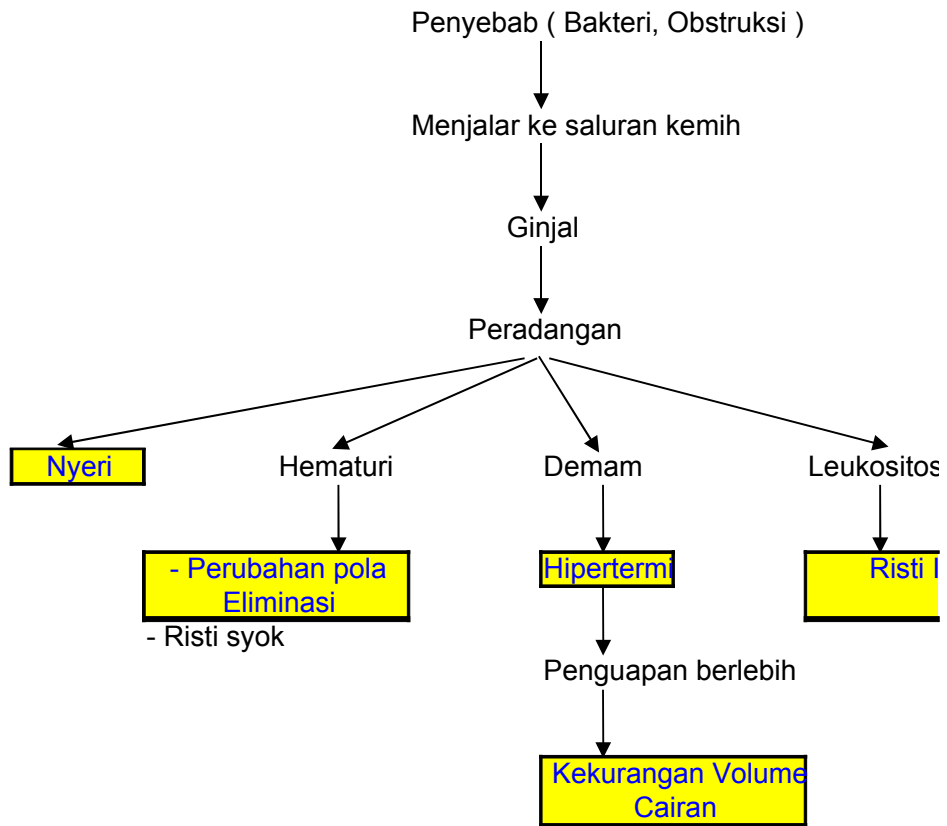 Penyebab ( Bakteri, Obstruksi )
Menjalar ke saluran kemih
Ginjal
Peradangan
Nyeri
Hematuri
Demam
Leukositos
- Perubahan pola
Eliminasi
- Risti syok
Hipertermi
Risti
Penguapan berlebih
Kekurangan Volume
Cairan